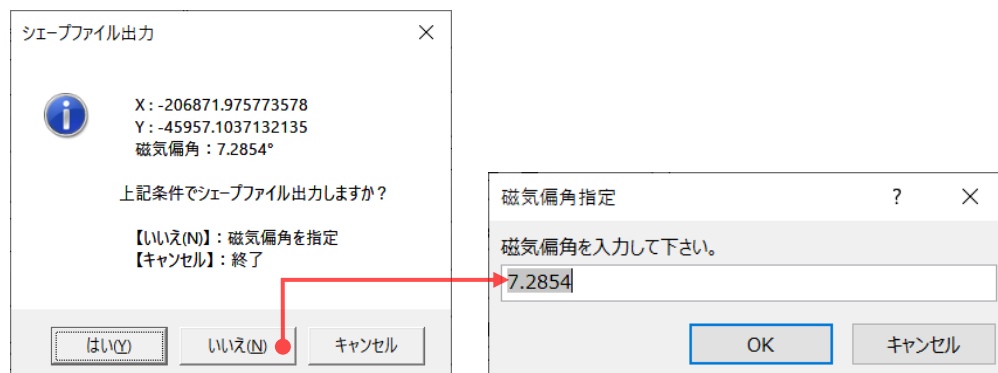 シェープファイル出力
X : -206871.975773578
Y : -45957.1037132135
磁気偏角：7.2854°
上記条件でシェープファイル出力しますか？
【いいえ(N)】：磁気偏角を指定
【キャンセル】：終了
はい(Y)
いいえ(N)
キャンセル
磁気偏角指定
?
磁気偏角を入力して下さい。
7.2854
OK
キャンセル